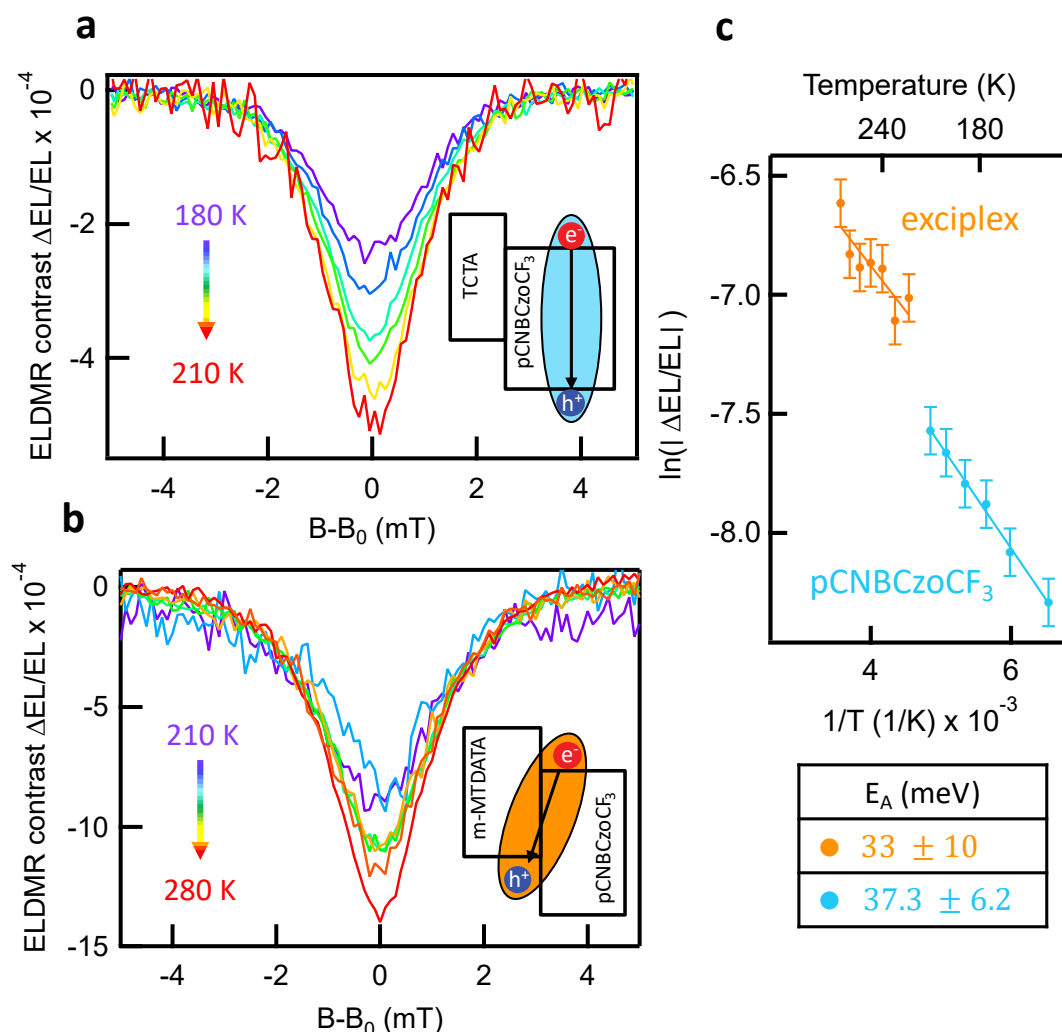 a
ELDMR contrast ΔEL/EL x 10⁻⁴
0
-2
-4
180 K
210 K
TCTA
pCNBCzoCF₃
e⁻
h⁺
-4 -2 0 2 4
B-B₀ (mT)
b
ELDMR contrast ΔEL/EL x 10⁻⁴
0
-5
-10
-15
210 K
280 K
m-MTDATA
pCNBCzoCF₃
e⁻
h⁺
-4 -2 0 2 4
B-B₀ (mT)
c
Temperature (K)
240 180
ln(| ΔEL/EL|)
-6.5
-7.0
-7.5
-8.0
exciplex
pCNBCzoCF₃
4 6
1/T (1/K) x 10⁻³
E_A (meV)
33 ± 10
37.3 ± 6.2